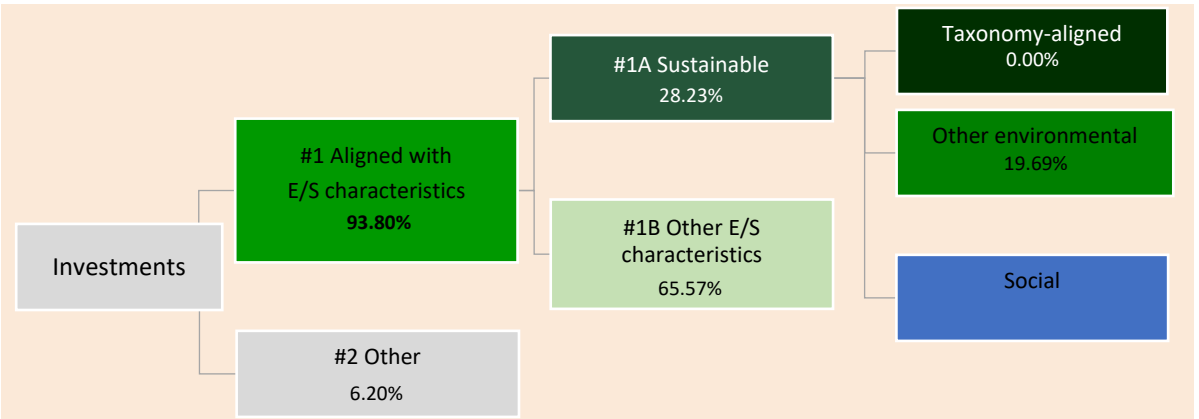 Investments
#1 Aligned with
E/S characteristics
93.80%
#2 Other
6.20%
#1A Sustainable
28.23%
#1B Other E/S
characteristics
65.57%
Taxonomy-aligned
0.00%
Other environmental
19.69%
Social